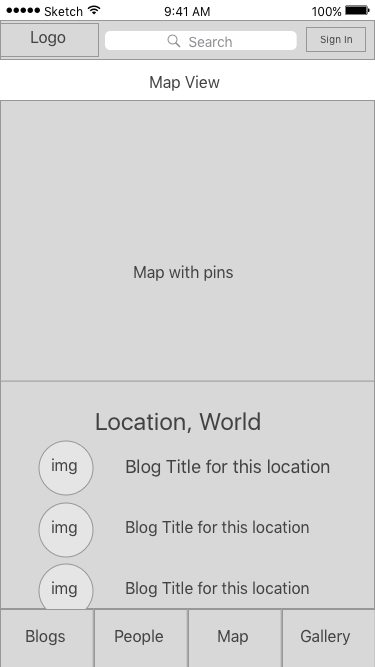 Sketch 9:41 AM 100%
Logo Search Sign In
Map View
Map with pins
Location, World
img Blog Title for this location
img Blog Title for this location
img Blog Title for this location
Blogs People Map Gallery